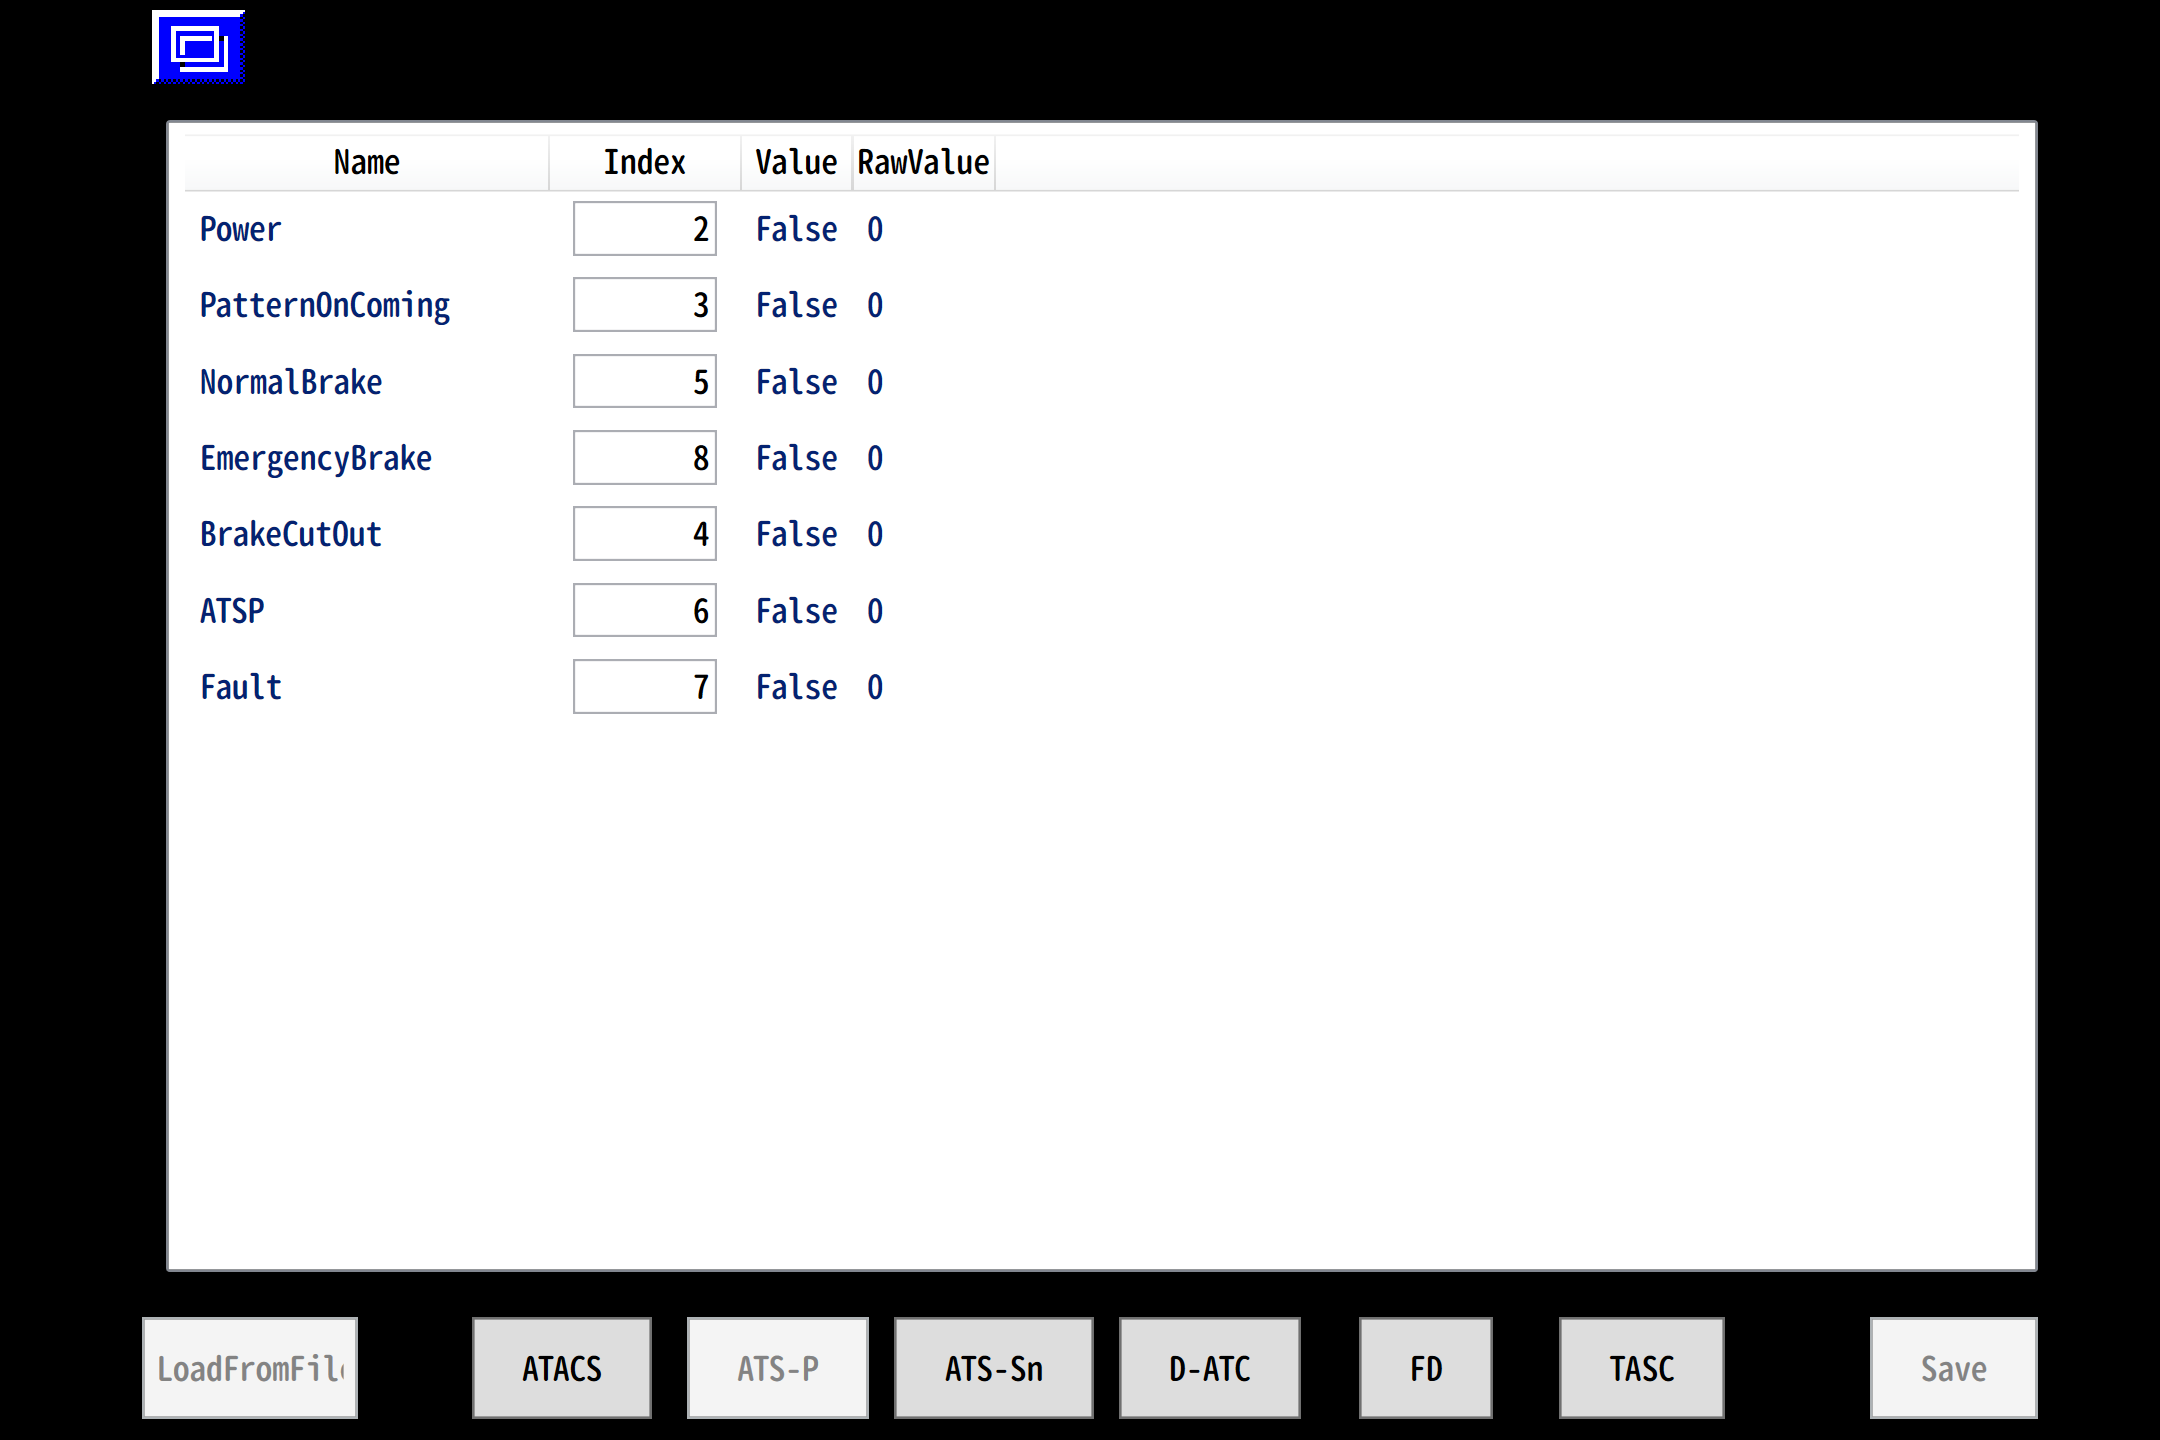 Name Index Value RawValue
Power 2 False 0
PatternOnComing 3 False 0
NormalBrake 5 False 0
EmergencyBrake 8 False 0
BrakeCutOut 4 False 0
ATSP 6 False 0
Fault 7 False 0
LoadFromFile ATACS ATS-P ATS-Sn D-ATC FD TASC Save